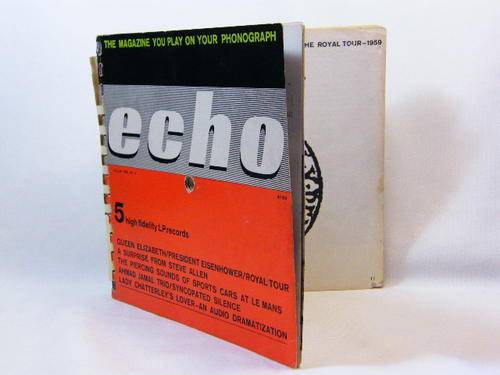 THE MAGAZINE YOU PLAY ON YOUR PHONOGRAPH
HE ROYAL TOUR—1959
echo
5 high fidelity LP records
QUEEN ELIZABETH/PRESIDENT EISENHOWER/ROYAL TOUR
A SURPRISE FROM STEVE ALLEN
THE PIERCING SOUNDS OF SPORTS CARS AT LE MANS
AHMAD JAMAL TRIO/SYNCOPATED SILENCE
LADY CHATTERLEY'S LOVER—AN AUDIO DRAMATIZATION